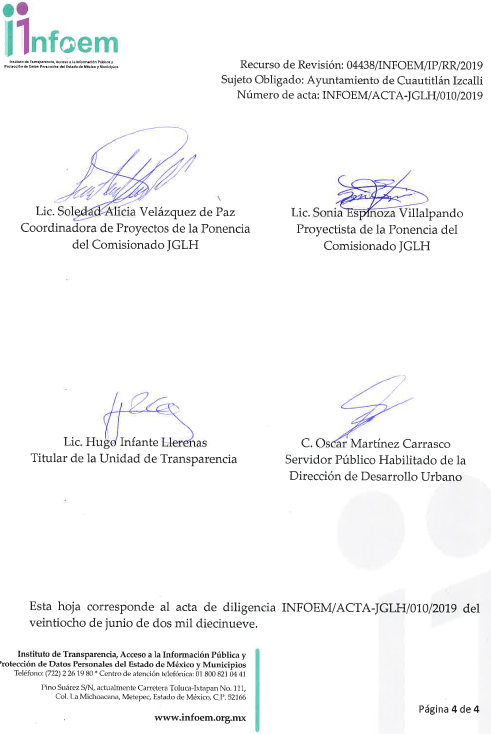 infoem
Instituto de Transparencia, Acceso a la Información Pública y
Protección de Datos Personales del Estado de México y Municipios
Recurso de Revisión: 04438/INFOEM/IP/RR/2019
Sujeto Obligado: Ayuntamiento de Cuautitlán Izcalli
Número de acta: INFOEM/ACTA-JGLH/010/2019
Lic. Soledad Alicia Velázquez de Paz
Coordinadora de Proyectos de la Ponencia
del Comisionado JGLH
Lic. Sonia Espinoza Villalpando
Proyectista de la Ponencia del
Comisionado JGLH
Lic. Hugo Infante Llerenas
Titular de la Unidad de Transparencia
C. Oscar Martínez Carrasco
Servidor Público Habilitado de la
Dirección de Desarrollo Urbano
Esta hoja corresponde al acta de diligencia INFOEM/ACTA-JGLH/010/2019 del
veintiocho de junio de dos mil diecinueve.
Instituto de Transparencia, Acceso a la Información Pública y
Protección de Datos Personales del Estado de México y Municipios
Teléfono: (722) 2 26 19 80 * Centro de atención telefónica: 01 800 821 04 41
Pino Suárez S/N, actualmente Carretera Toluca-Ixtapan No. 111,
Col. La Michoacana, Metepec, Estado de México, C.P. 52166
www.infoem.org.mx
Página 4 de 4